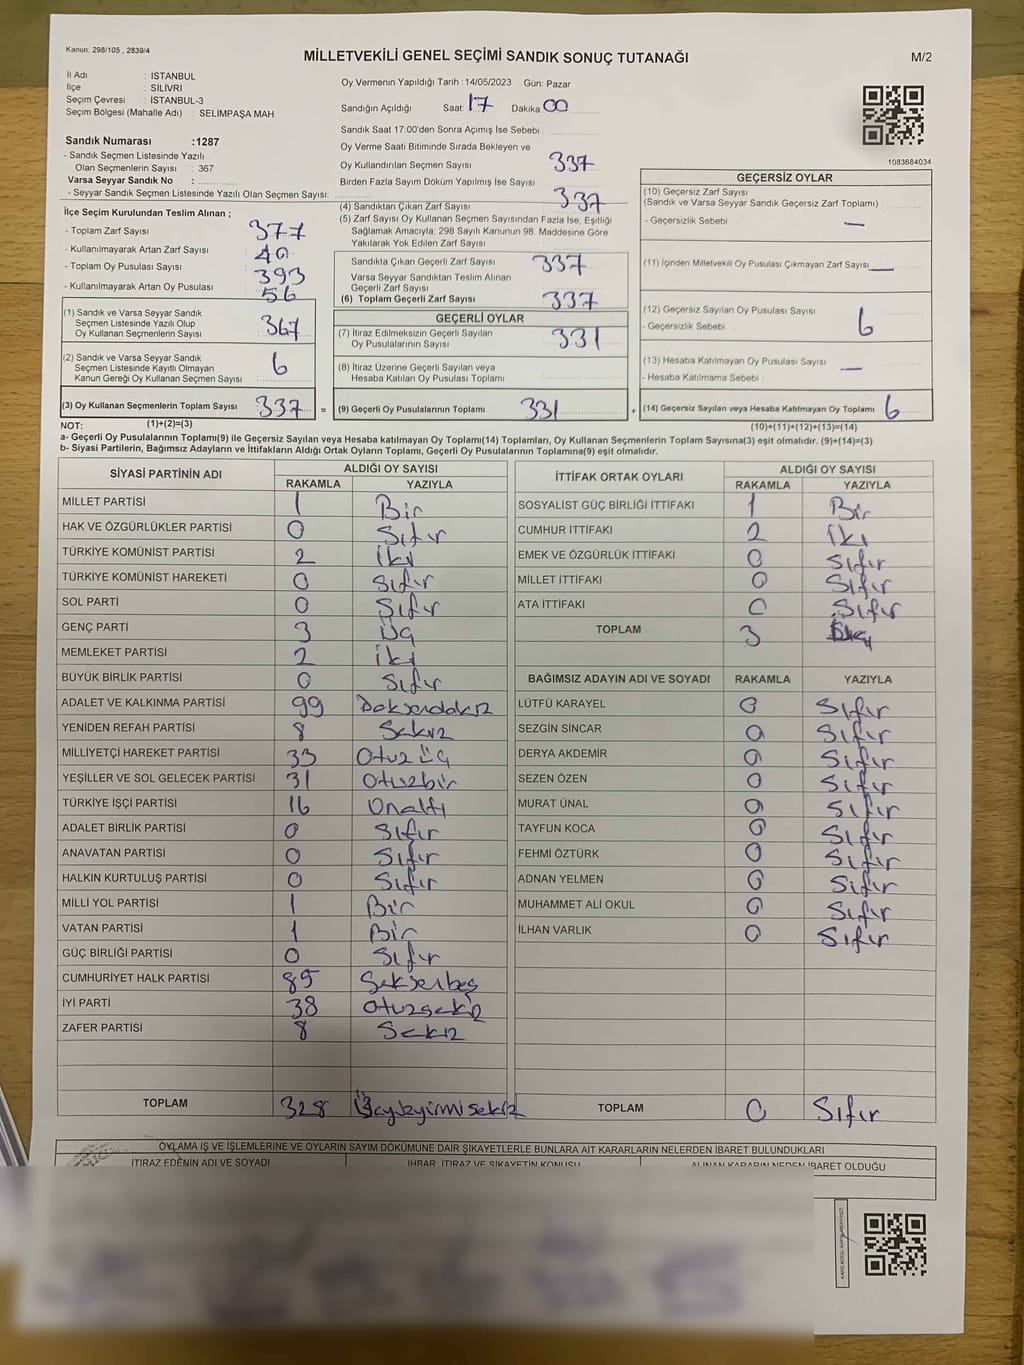 Kanun: 298/105 , 2839/4
MİLLETVEKİLİ GENEL SEÇİMİ SANDIK SONUÇ TUTANAĞI
M/2
İl Adı : İSTANBUL
İlçe : SİLİVRİ
Seçim Çevresi : İSTANBUL-3
Seçim Bölgesi (Mahalle Adı) : SELİMPAŞA MAH
Sandık Numarası :1287
- Sandık Seçmen Listesinde Yazılı
Olan Seçmenlerin Sayısı : 367
Varsa Seyyar Sandık No :
- Seyyar Sandık Seçmen Listesinde Yazılı Olan Seçmen Sayısı:
İlçe Seçim Kurulundan Teslim Alınan ;
- Toplam Zarf Sayısı 377
- Kullanılmayarak Artan Zarf Sayısı 40
- Toplam Oy Pusulası Sayısı 393
- Kullanılmayarak Artan Oy Pusulası 56
(1) Sandık ve Varsa Seyyar Sandık
Seçmen Listesinde Yazılı Olup
Oy Kullanan Seçmenlerin Sayısı 367
(2) Sandık ve Varsa Seyyar Sandık
Seçmen Listesinde Kayıtlı Olmayan
Kanun Gereği Oy Kullanan Seçmen Sayısı 6
(3) Oy Kullanan Seçmenlerin Toplam Sayısı 337 =
Oy Vermenin Yapıldığı Tarih :14/05/2023 Gün: Pazar
Sandığın Açıldığı Saat 17 Dakika 00
Sandık Saat 17:00'den Sonra Açımış İse Sebebi :
Oy Verme Saati Bitiminde Sırada Bekleyen ve
Oy Kullandırılan Seçmen Sayısı 337
Birden Fazla Sayım Döküm Yapılmış İse Sayısı
(4) Sandıktan Çıkan Zarf Sayısı 337
(5) Zarf Sayısı Oy Kullanan Seçmen Sayısından Fazla İse, Eşitliği
Sağlamak Amacıyla; 298 Sayılı Kanunun 98. Maddesine Göre
Yakılarak Yok Edilen Zarf Sayısı :
Sandıkta Çıkan Geçerli Zarf Sayısı 337
Varsa Seyyar Sandıktan Teslim Alınan
Geçerli Zarf Sayısı
(6) Toplam Geçerli Zarf Sayısı 337
GEÇERLİ OYLAR
(7) İtiraz Edilmeksizin Geçerli Sayılan
Oy Pusulalarının Sayısı 331
(8) İtiraz Üzerine Geçerli Sayılan veya
Hesaba Katılan Oy Pusulası Toplamı
(9) Geçerli Oy Pusulalarının Toplamı 331 +
1083684034
GEÇERSİZ OYLAR
(10) Geçersiz Zarf Sayısı
(Sandık ve Varsa Seyyar Sandık Geçersiz Zarf Toplamı)
- Geçersizlik Sebebi : —
(11) İçinden Milletvekili Oy Pusulası Çıkmayan Zarf Sayısı —
(12) Geçersiz Sayılan Oy Pusulası Sayısı
- Geçersizlik Sebebi : 6
(13) Hesaba Katılmayan Oy Pusulası Sayısı —
- Hesaba Katılmama Sebebi :
(14) Geçersiz Sayılan veya Hesaba Katılmayan Oy Toplamı 6
NOT: (1)+(2)=(3)
(10)+(11)+(12)+(13)=(14)
a- Geçerli Oy Pusulalarının Toplamı(9) ile Geçersiz Sayılan veya Hesaba katılmayan Oy Toplamı(14) Toplamları, Oy Kullanan Seçmenlerin Toplam Sayısına(3) eşit olmalıdır. (9)+(14)=(3)
b- Siyasi Partilerin, Bağımsız Adayların ve İttifakların Aldığı Ortak Oyların Toplamı, Geçerli Oy Pusulalarının Toplamına(9) eşit olmalıdır.
SİYASİ PARTİNİN ADI ALDIĞI OY SAYISI
RAKAMLA YAZIYLA
MİLLET PARTİSİ 1 Bir
HAK VE ÖZGÜRLÜKLER PARTİSİ 0 Sıfır
TÜRKİYE KOMÜNİST PARTİSİ 2 iki
TÜRKİYE KOMÜNİST HAREKETİ 0 Sıfır
SOL PARTİ 0 Sıfır
GENÇ PARTİ 3 Üç
MEMLEKET PARTİSİ 2 iki
BÜYÜK BİRLİK PARTİSİ 0 Sıfır
ADALET VE KALKINMA PARTİSİ 99
YENİDEN REFAH PARTİSİ 8 Sekiz
MİLLİYETÇİ HAREKET PARTİSİ 33 Otuz üç
YEŞİLLER VE SOL GELECEK PARTİSİ 31 Otuzbir
TÜRKİYE İŞÇİ PARTİSİ 16 Onaltı
ADALET BİRLİK PARTİSİ 0 Sıfır
ANAVATAN PARTİSİ 0 Sıfır
HALKIN KURTULUŞ PARTİSİ 0 Sıfır
MİLLİ YOL PARTİSİ 1 Bir
VATAN PARTİSİ 1 Bir
GÜÇ BİRLİĞİ PARTİSİ 0 Sıfır
CUMHURİYET HALK PARTİSİ 85 Seksenbeş
İYİ PARTİ 38 Otuzsekiz
ZAFER PARTİSİ 8 Sekiz
TOPLAM 328 Üçyüzyirmisekiz
İTTİFAK ORTAK OYLARI ALDIĞI OY SAYISI
RAKAMLA YAZIYLA
SOSYALİST GÜÇ BİRLİĞİ İTTİFAKI 1 Bir
CUMHUR İTTİFAKI 2 İki
EMEK VE ÖZGÜRLÜK İTTİFAKI 0 Sıfır
MİLLET İTTİFAKI 0 Sıfır
ATA İTTİFAKI 0 Sıfır
TOPLAM 3
BAĞIMSIZ ADAYIN ADI VE SOYADI RAKAMLA YAZIYLA
LÜTFÜ KARAYEL 0 Sıfır
SEZGİN SİNCAR 0 Sıfır
DERYA AKDEMİR 0 Sıfır
SEZEN ÖZEN 0 Sıfır
MURAT ÜNAL 0 Sıfır
TAYFUN KOCA 0 Sıfır
FEHMİ ÖZTÜRK 0 Sıfır
ADNAN YELMEN 0 Sıfır
MUHAMMET ALİ OKUL 0 Sıfır
İLHAN VARLIK 0 Sıfır
TOPLAM 0 Sıfır
OYLAMA İŞ VE İŞLEMLERİNE VE OYLARIN SAYIM DÖKÜMÜNE DAİR ŞİKAYETLERLE BUNLARA AİT KARARLARIN NELERDEN İBARET BULUNDUKLARI
İTİRAZ EDENİN ADI VE SOYADI İHBAR, İTİRAZ VE ŞİKAYETİN KONUSU ALINAN KARARIN NEDEN İBARET OLDUĞU